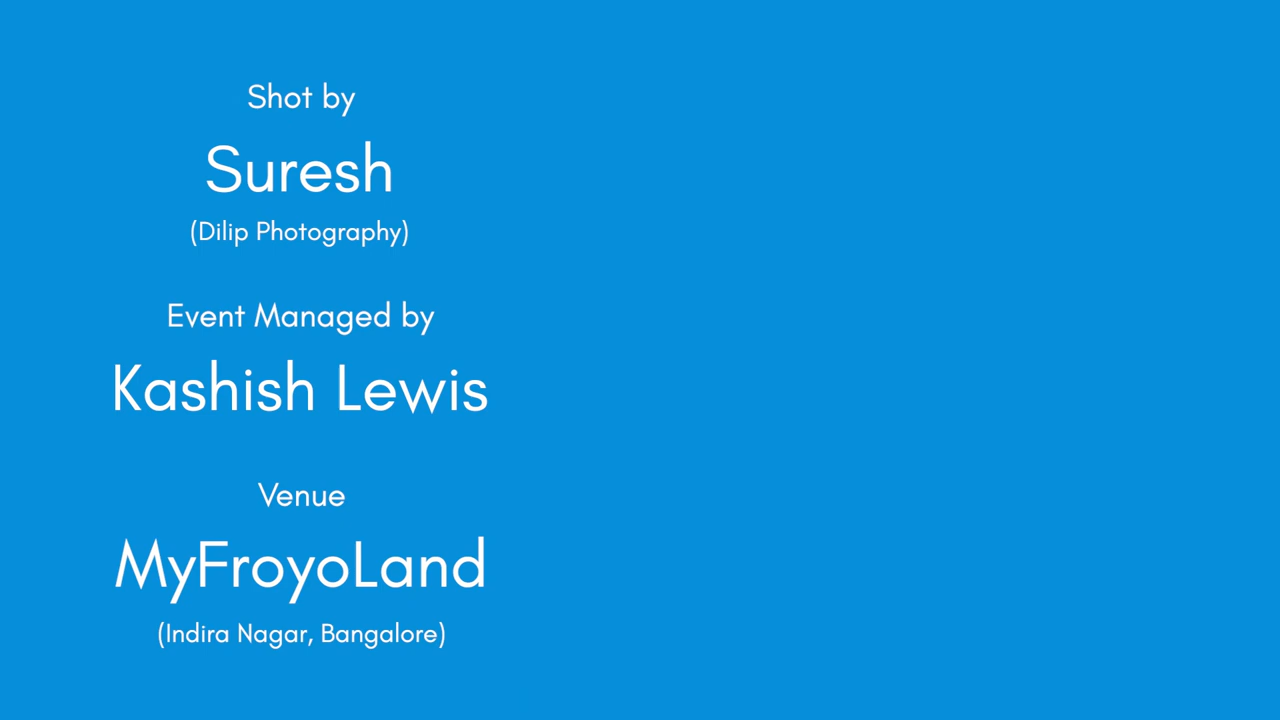 Shot by
Suresh
(Dilip Photography)
Event Managed by
Kashish Lewis
Venue
MyFroyoLand
(Indira Nagar, Bangalore)